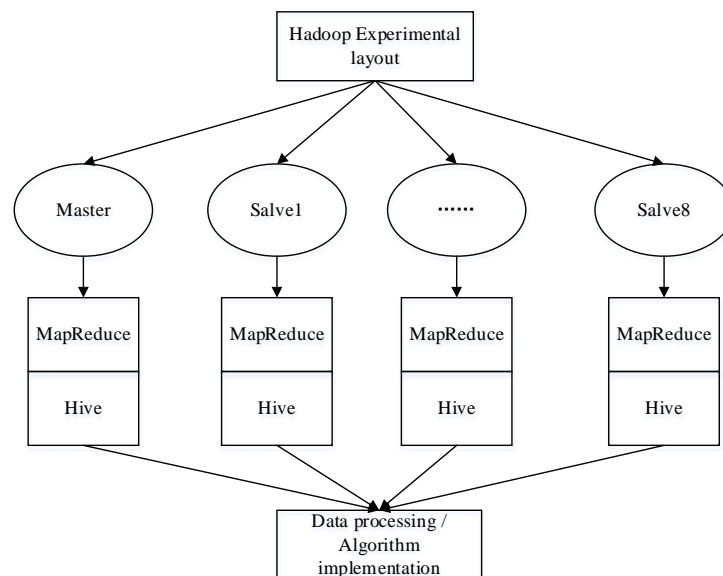 Hadoop Experimental
layout
Master
Salve1
......
Salve8
MapReduce
MapReduce
MapReduce
MapReduce
Hive
Hive
Hive
Hive
Data processing /
Algorithm
implementation